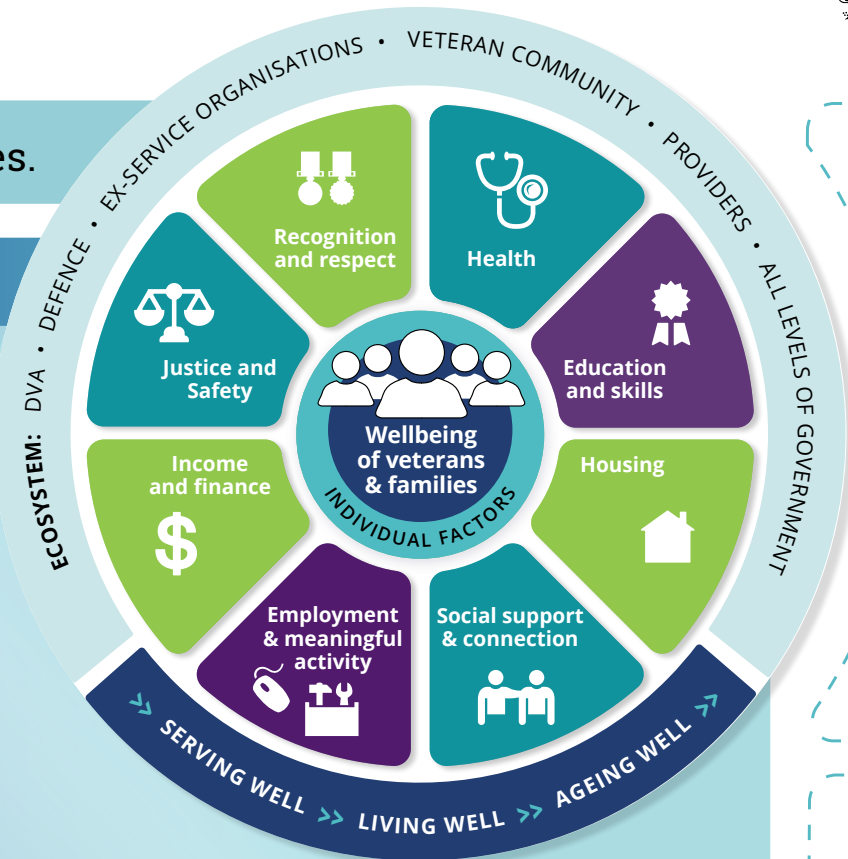 es.
ECOSYSTEM: DVA • DEFENCE • EX-SERVICE ORGANISATIONS • VETERAN COMMUNITY • PROVIDERS • ALL LEVELS OF GOVERNMENT
Recognition
and respect
Health
Education
and skills
Housing
Social support
& connection
Employment
& meaningful
activity
Income
and finance
$
Justice and
Safety
Wellbeing
of veterans
& families
INDIVIDUAL FACTORS
>> SERVING WELL >> LIVING WELL >> AGEING WELL >>